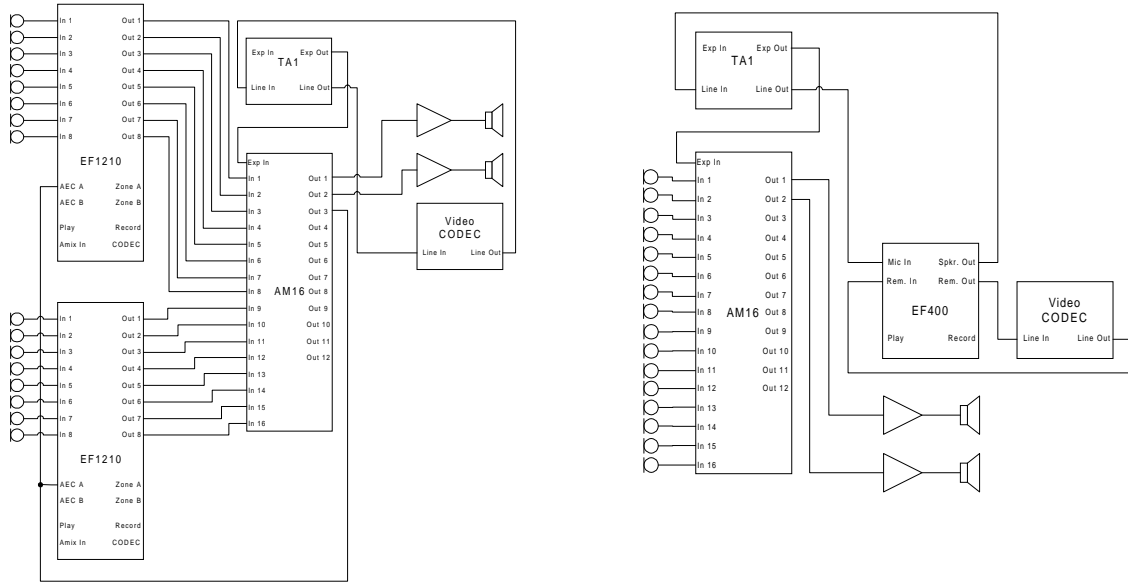 In 1 Out 1
In 2 Out 2
In 3 Out 3
In 4 Out 4
In 5 Out 5
In 6 Out 6
In 7 Out 7
In 8 Out 8
EF1210
AEC A Zone A
AEC B Zone B
Play Record
Amix In CODEC
In 1 Out 1
In 2 Out 2
In 3 Out 3
In 4 Out 4
In 5 Out 5
In 6 Out 6
In 7 Out 7
In 8 Out 8
EF1210
AEC A Zone A
AEC B Zone B
Play Record
Amix In CODEC
Exp In Exp Out
TA1
Line In Line Out
Exp In
In 1 Out 1
In 2 Out 2
In 3 Out 3
In 4 Out 4
In 5 Out 5
In 6 Out 6
In 7 Out 7
In 8 AM16 Out 8
In 9 Out 9
In 10 Out 10
In 11 Out 11
In 12 Out 12
In 13
In 14
In 15
In 16
Video
CODEC
Line In Line Out
Exp In Exp Out
TA1
Line In Line Out
Exp In
In 1 Out 1
In 2 Out 2
In 3 Out 3
In 4 Out 4
In 5 Out 5
In 6 Out 6
In 7 Out 7
In 8 AM16 Out 8
In 9 Out 9
In 10 Out 10
In 11 Out 11
In 12 Out 12
In 13
In 14
In 15
In 16
Mic In Spkr. Out
Rem. In Rem. Out
EF400
Play Record
Video
CODEC
Line In Line Out